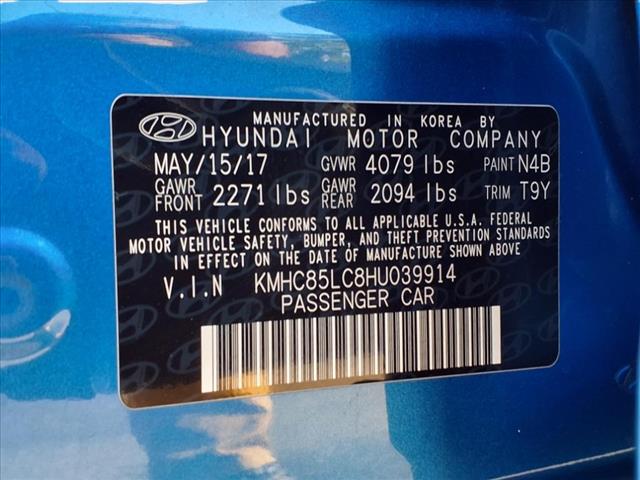 MANUFACTURED IN KOREA BY
HYUNDAI MOTOR COMPANY
MAY/15/17 GVWR 4079 lbs PAINT N4B
GAWR FRONT 2271 lbs GAWR REAR 2094 lbs TRIM T9Y
THIS VEHICLE CONFORMS TO ALL APPLICABLE U.S.A. FEDERAL
MOTOR VEHICLE SAFETY, BUMPER, AND THEFT PREVENTION STANDARDS
IN EFFECT ON THE DATE OF MANUFACTURE SHOWN ABOVE
V.I.N KMHC85LC8HU039914
PASSENGER CAR